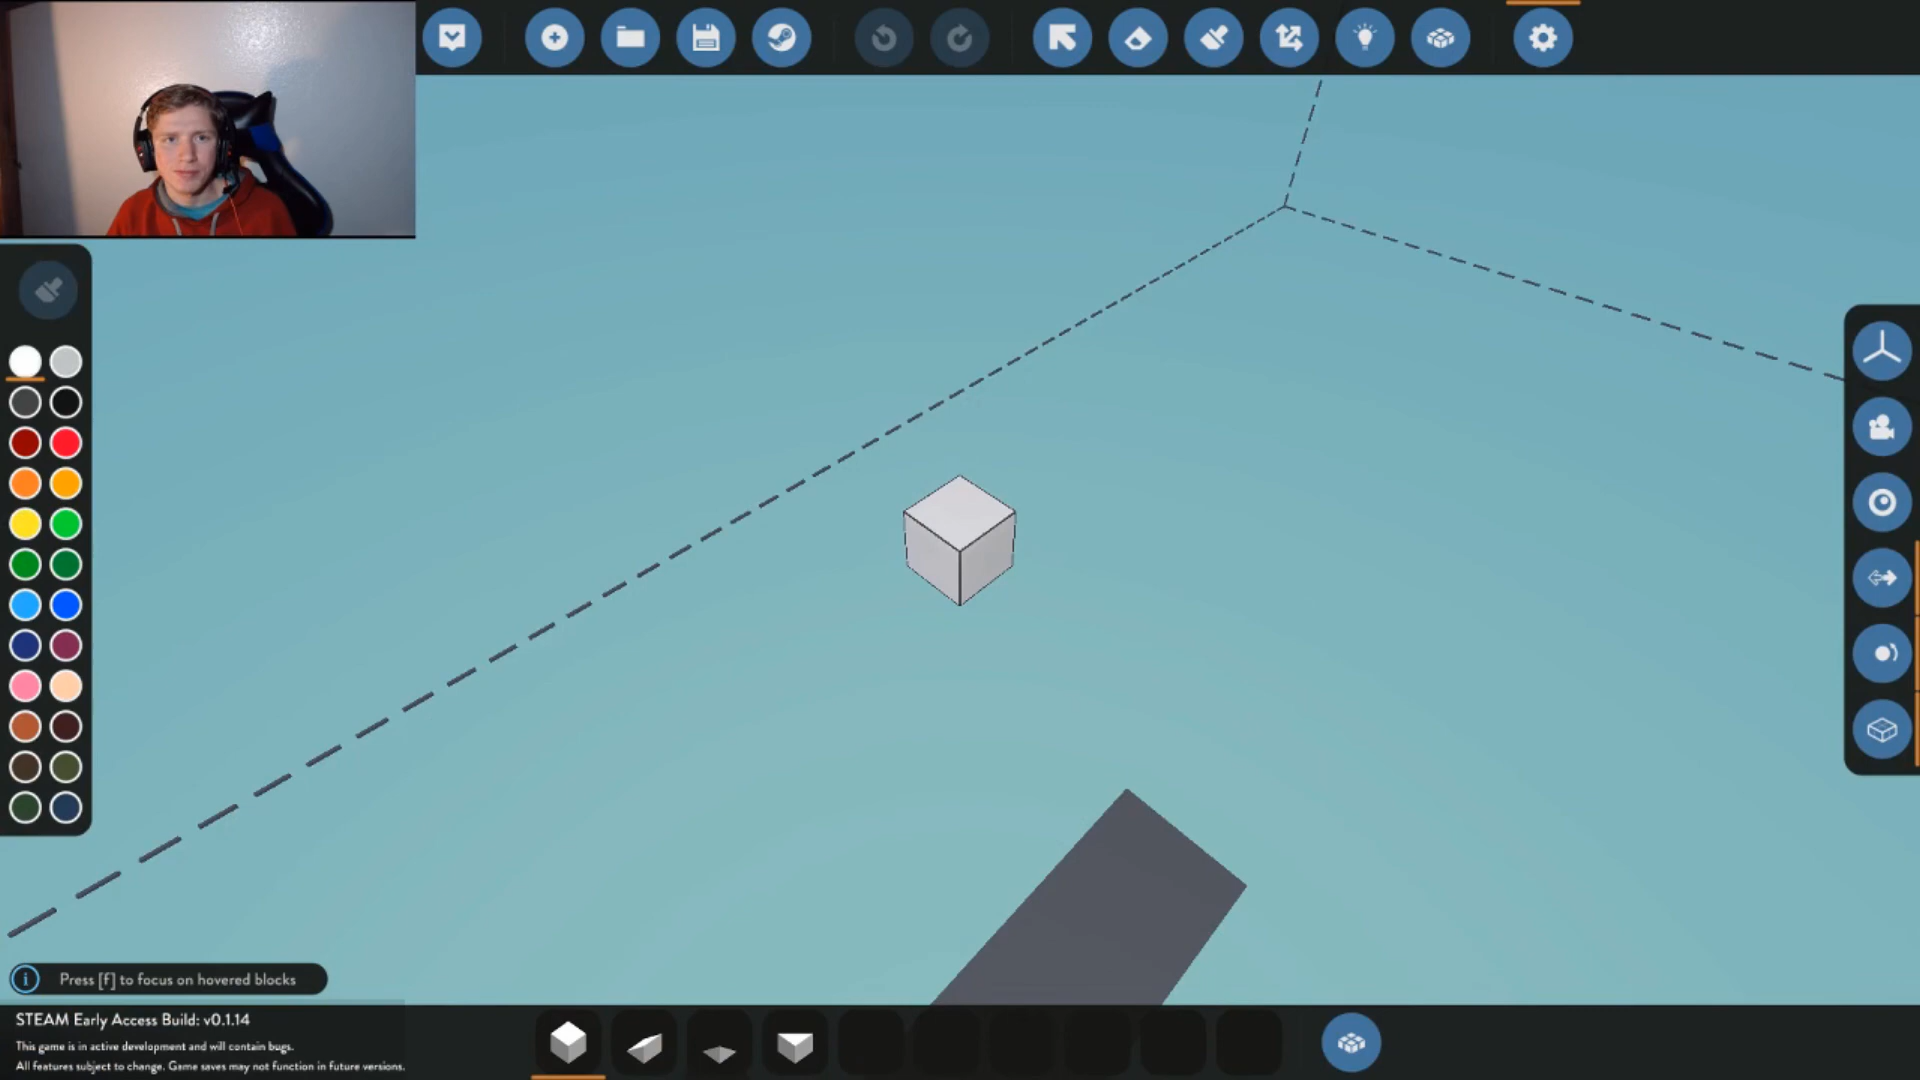 Press [f] to focus on hovered blocks
STEAM Early Access Build: v0.1.14
This game is in active development and will contain bugs.
All features subject to change. Game saves may not function in future versions.